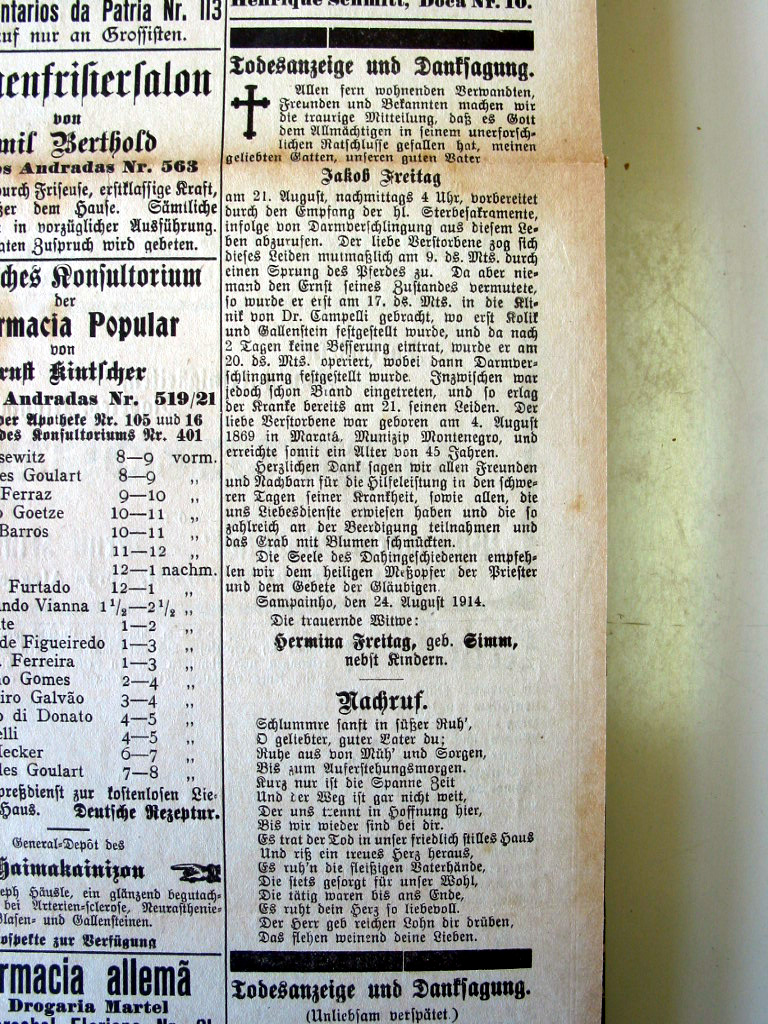 ntarios da Patria Nr. 113
uf nur an Grossisten.
enfrisiersalon
von
mil Berthold
os Andradas Nr. 563
durch Friseuse, erstklassige Kraft,
ßer dem Hause. Sämtliche
in vorzüglicher Ausführung.
gten Zuspruch wird gebeten.
ches Konsultorium
der
rmacia Popular
von
rnst Kintscher
Andradas Nr. 519/21
er Apotheke Nr. 105 und 16
des Konsultoriums Nr. 401
sewitz 8—9 vorm.
es Goulart 8—9 „
Ferraz 9—10 „
o Goetze 10—11 „
Barros 10—11 „
11—12 „
12—1 nachm.
Furtado 12—1 „
ndo Vianna 1½—2½ „
te 1—2 „
de Figueiredo 1—3 „
. Ferreira 1—3 „
o Gomes 2—4 „
iro Galvão 3—4 „
o di Donato 4—5 „
elli 4—5 „
lecker 6—7 „
les Goulart 7—8 „
preßdienst zur kostenlosen Lie-
Haus. Deutsche Rezeptur.
General-Depôt des
Haimakainizon
eph Häusle, ein glänzend begutach-
bei Arterien-sclerose, Neurasthenie-
Blasen- und Gallensteinen.
ospekte zur Verfügung
rmacia allemã
Drogaria Martel
Henrique Schmitt, Doca Nr. 10.
Todesanzeige und Danksagung.
Allen fern wohnenden Verwandten,
Freunden und Bekannten machen wir
die traurige Mitteilung, daß es Gott
dem Allmächtigen in seinem unerforsch-
lichen Ratschlusse gefallen hat, meinen
geliebten Gatten, unseren guten Vater
Jakob Freitag
am 21. August, nachmittags 4 Uhr, vorbereitet
durch den Empfang der hl. Sterbesakramente,
infolge von Darmverschlingung aus diesem Le-
ben abzurufen. Der liebe Verstorbene zog sich
dieses Leiden mutmaßlich am 9. ds. Mts. durch
einen Sprung des Pferdes zu. Da aber nie-
mand den Ernst seines Zustandes vermutete,
so wurde er erst am 17. ds. Mts. in die Kli-
nik von Dr. Campelli gebracht, wo erst Kolik
und Gallenstein festgestellt wurde, und da nach
2 Tagen keine Besserung eintrat, wurde er am
20. ds. Mts. operiert, wobei dann Darmver-
schlingung festgestellt wurde. Inzwischen war
jedoch schon Brand eingetreten, und so erlag
der Kranke bereits am 21. seinen Leiden. Der
liebe Verstorbene war geboren am 4. August
1869 in Maratá, Munizip Montenegro, und
erreichte somit ein Alter von 45 Jahren.
Herzlichen Dank sagen wir allen Freunden
und Nachbarn für die Hilfeleistung in den schwe-
ren Tagen seiner Krankheit, sowie allen, die
uns Liebesdienste erwiesen haben und die so
zahlreich an der Beerdigung teilnahmen und
das Grab mit Blumen schmückten.
Die Seele des Dahingeschiedenen empfeh-
len wir dem heiligen Meßopfer der Priester
und dem Gebete der Gläubigen.
Sampainho, den 24. August 1914.
Die trauernde Witwe:
Hermina Freitag, geb. Simm,
nebst Kindern.
Nachruf.
Schlummre sanft in süßer Ruh',
O geliebter, guter Vater du;
Ruhe aus von Müh' und Sorgen,
Bis zum Auferstehungsmorgen.
Kurz nur ist die Spanne Zeit
Und der Weg ist gar nicht weit,
Der uns trennt in Hoffnung hier,
Bis wir wieder sind bei dir.
Es trat der Tod in unser friedlich stilles Haus
Und riß ein treues Herz heraus,
Es ruh'n die fleißigen Vaterhände,
Die stets gesorgt für unser Wohl,
Die tätig waren bis ans Ende,
Es ruht dein Herz so liebevoll.
Der Herr geb reichen Lohn dir drüben,
Das flehen weinend deine Lieben.
Todesanzeige und Danksagung.
(Unliebsam verspätet.)